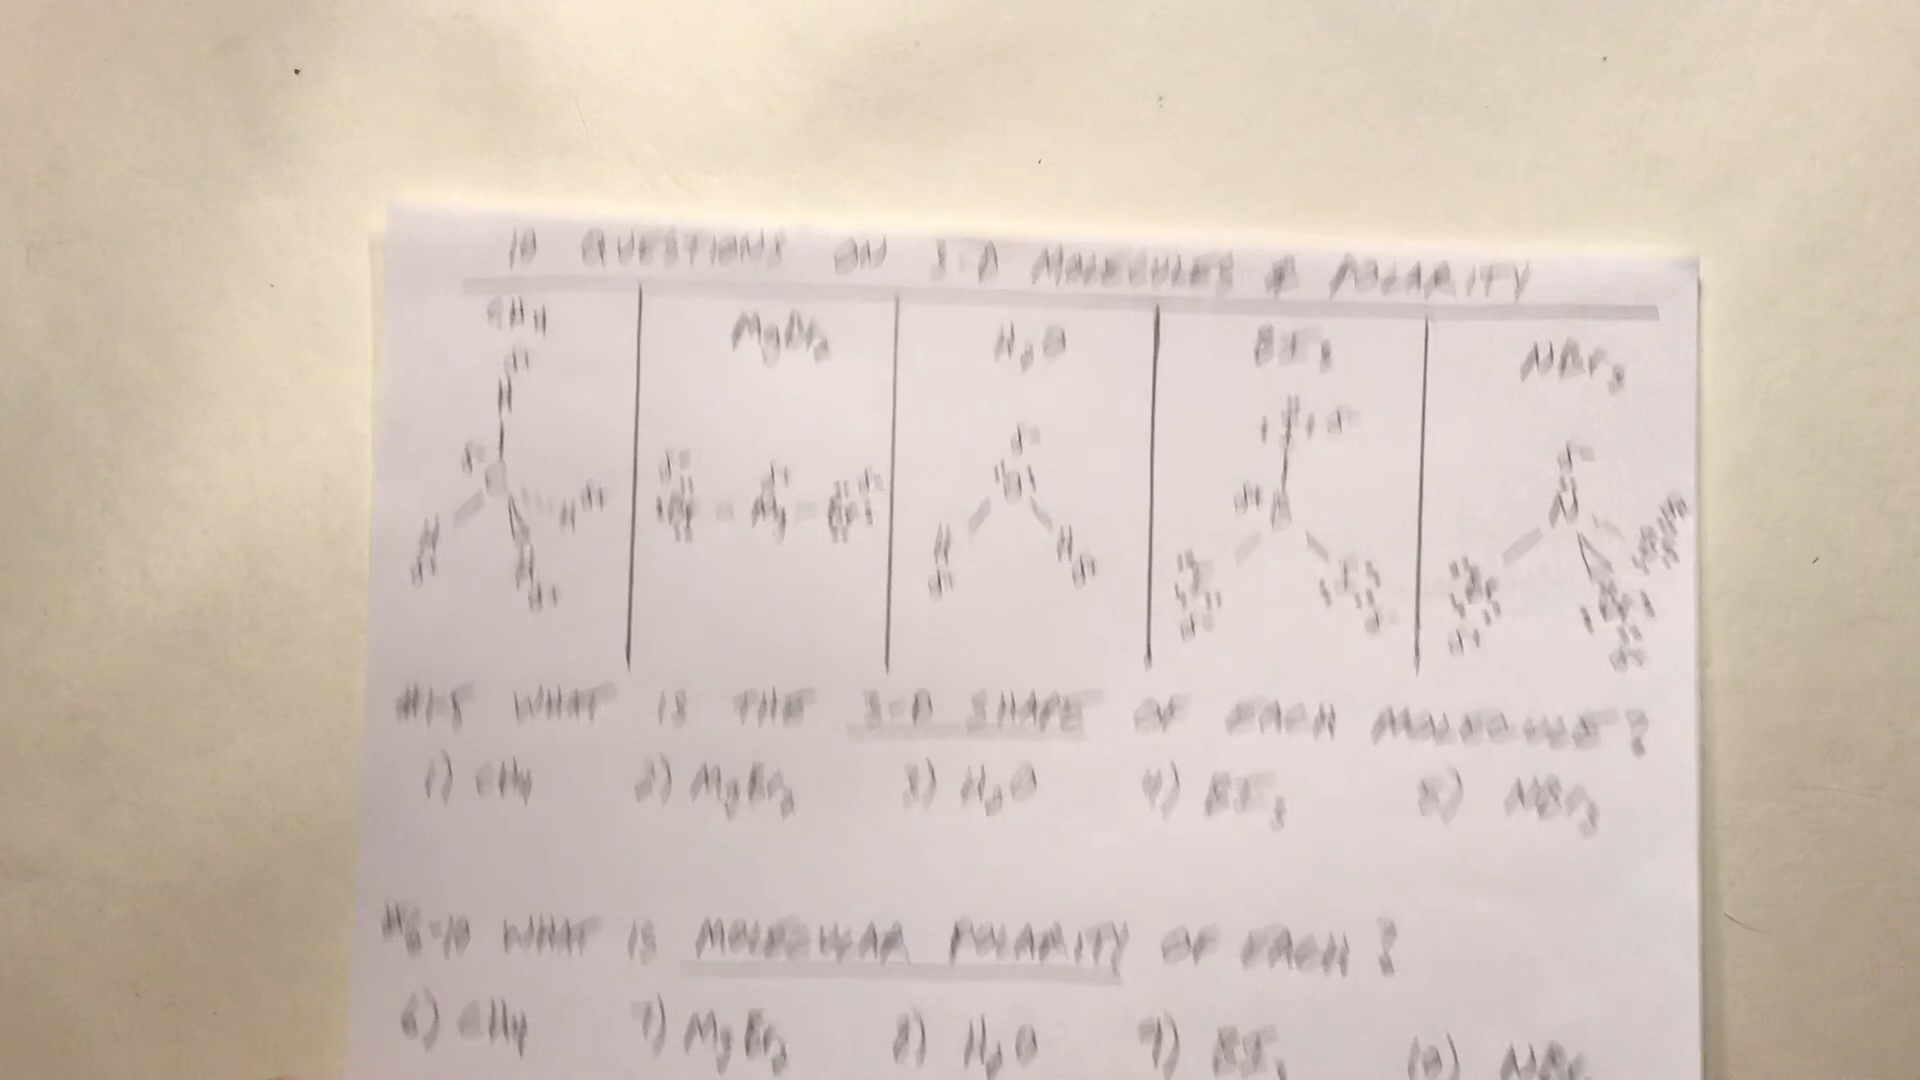 10 QUESTIONS ON 3-D MOLECULES & POLARITY
CH4 MgBr2 H2O BF3 NBr3
#1-5 WHAT IS THE 3-D SHAPE OF EACH MOLECULE?
1) CH4 2) MgBr2 3) H2O 4) BF3 5) NBr3
#6-10 WHAT IS MOLECULAR POLARITY OF EACH?
6) CH4 7) MgBr2 8) H2O 9) BF3 10) NBr3